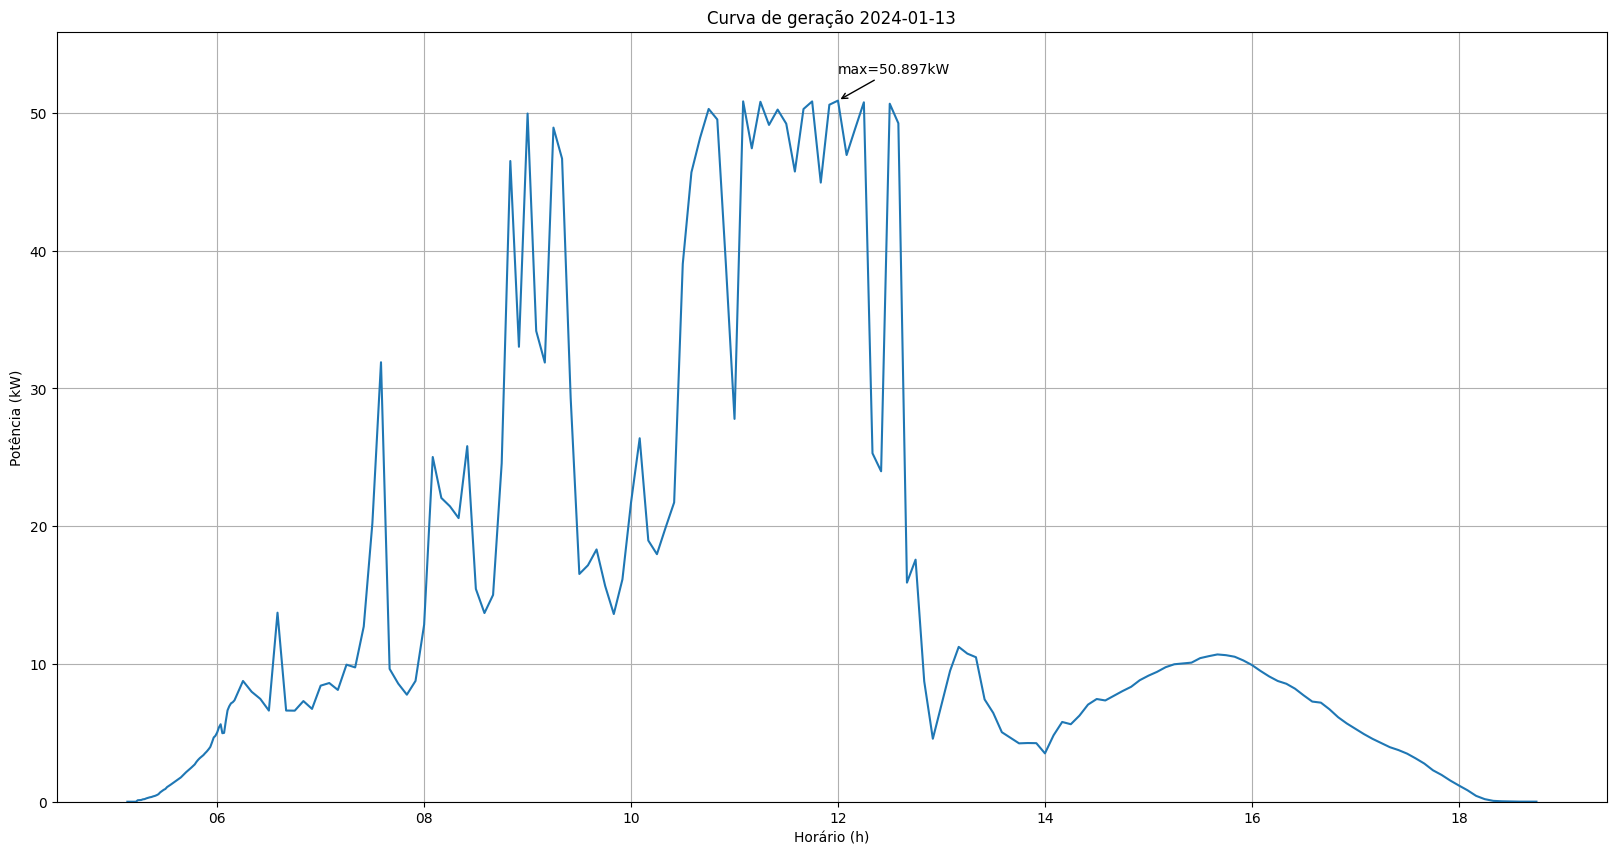 Curva de geração 2024-01-13
max=50.897kW
50
40
30
20
10
0
Potência (kW)
06 08 10 12 14 16 18
Horário (h)